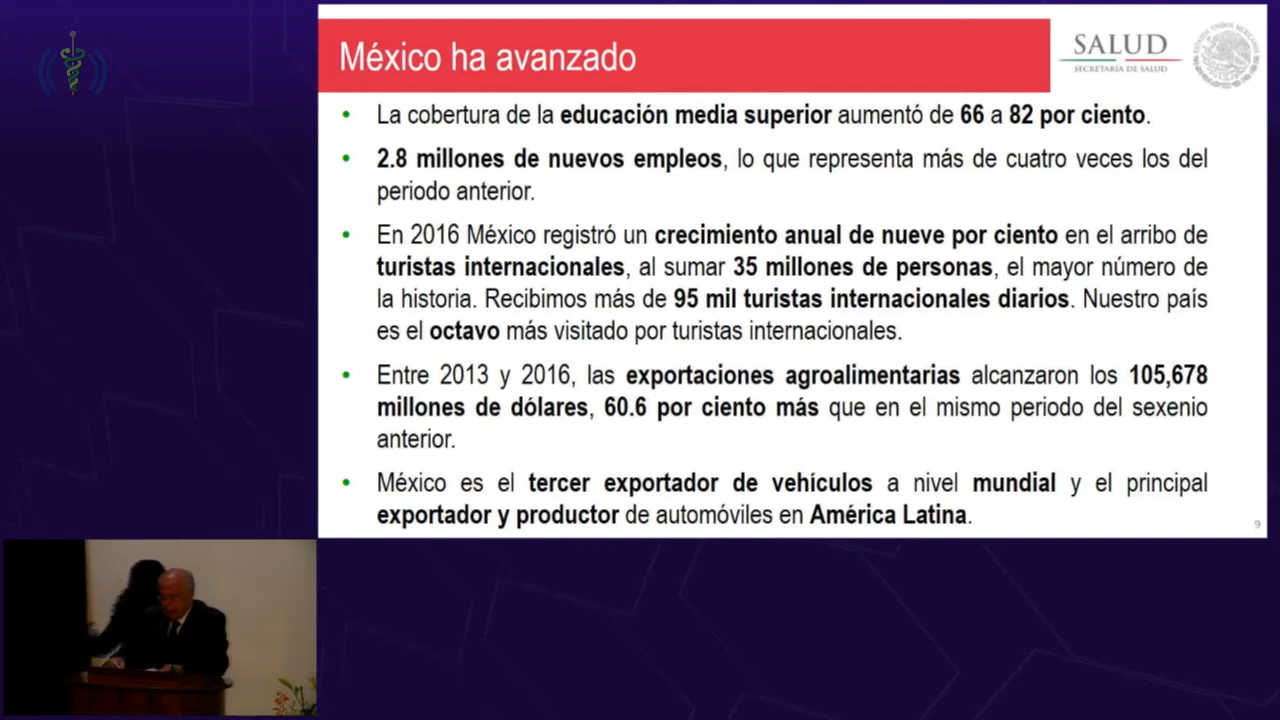 México ha avanzado
SALUD
SECRETARÍA DE SALUD
• La cobertura de la educación media superior aumentó de 66 a 82 por ciento.
• 2.8 millones de nuevos empleos, lo que representa más de cuatro veces los del
periodo anterior.
• En 2016 México registró un crecimiento anual de nueve por ciento en el arribo de
turistas internacionales, al sumar 35 millones de personas, el mayor número de
la historia. Recibimos más de 95 mil turistas internacionales diarios. Nuestro país
es el octavo más visitado por turistas internacionales.
• Entre 2013 y 2016, las exportaciones agroalimentarias alcanzaron los 105,678
millones de dólares, 60.6 por ciento más que en el mismo periodo del sexenio
anterior.
• México es el tercer exportador de vehículos a nivel mundial y el principal
exportador y productor de automóviles en América Latina.
9